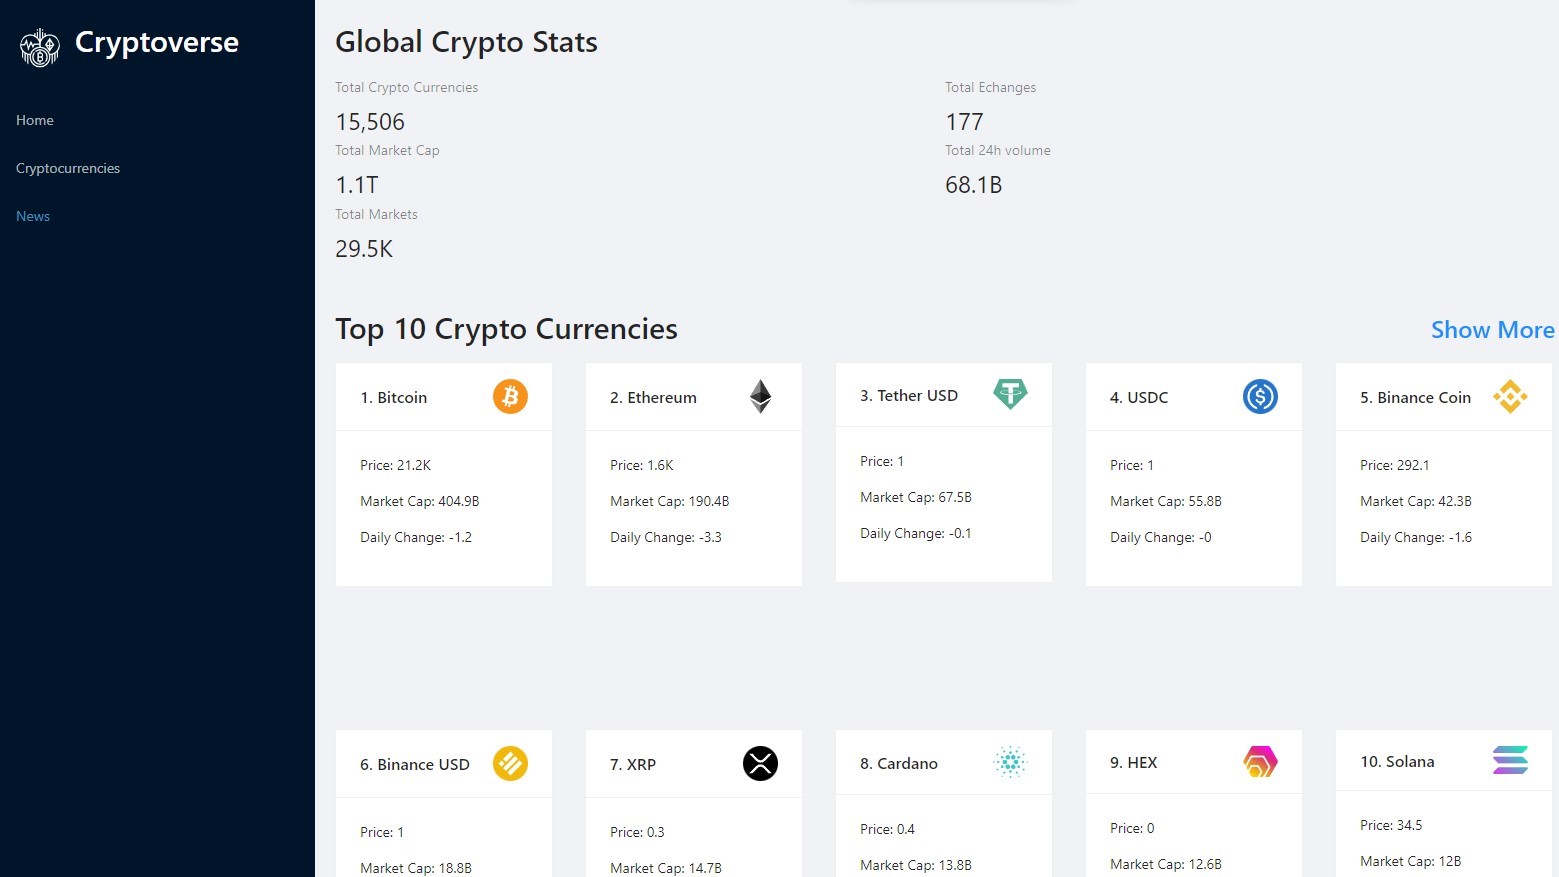 Cryptoverse
Home
Cryptocurrencies
News
Global Crypto Stats
Total Crypto Currencies
15,506
Total Echanges
177
Total Market Cap
1.1T
Total 24h volume
68.1B
Total Markets
29.5K
Top 10 Crypto Currencies
Show More
1. Bitcoin
Price: 21.2K
Market Cap: 404.9B
Daily Change: -1.2
2. Ethereum
Price: 1.6K
Market Cap: 190.4B
Daily Change: -3.3
3. Tether USD
Price: 1
Market Cap: 67.5B
Daily Change: -0.1
4. USDC
Price: 1
Market Cap: 55.8B
Daily Change: -0
5. Binance Coin
Price: 292.1
Market Cap: 42.3B
Daily Change: -1.6
6. Binance USD
Price: 1
Market Cap: 18.8B
7. XRP
Price: 0.3
Market Cap: 14.7B
8. Cardano
Price: 0.4
Market Cap: 13.8B
9. HEX
Price: 0
Market Cap: 12.6B
10. Solana
Price: 34.5
Market Cap: 12B